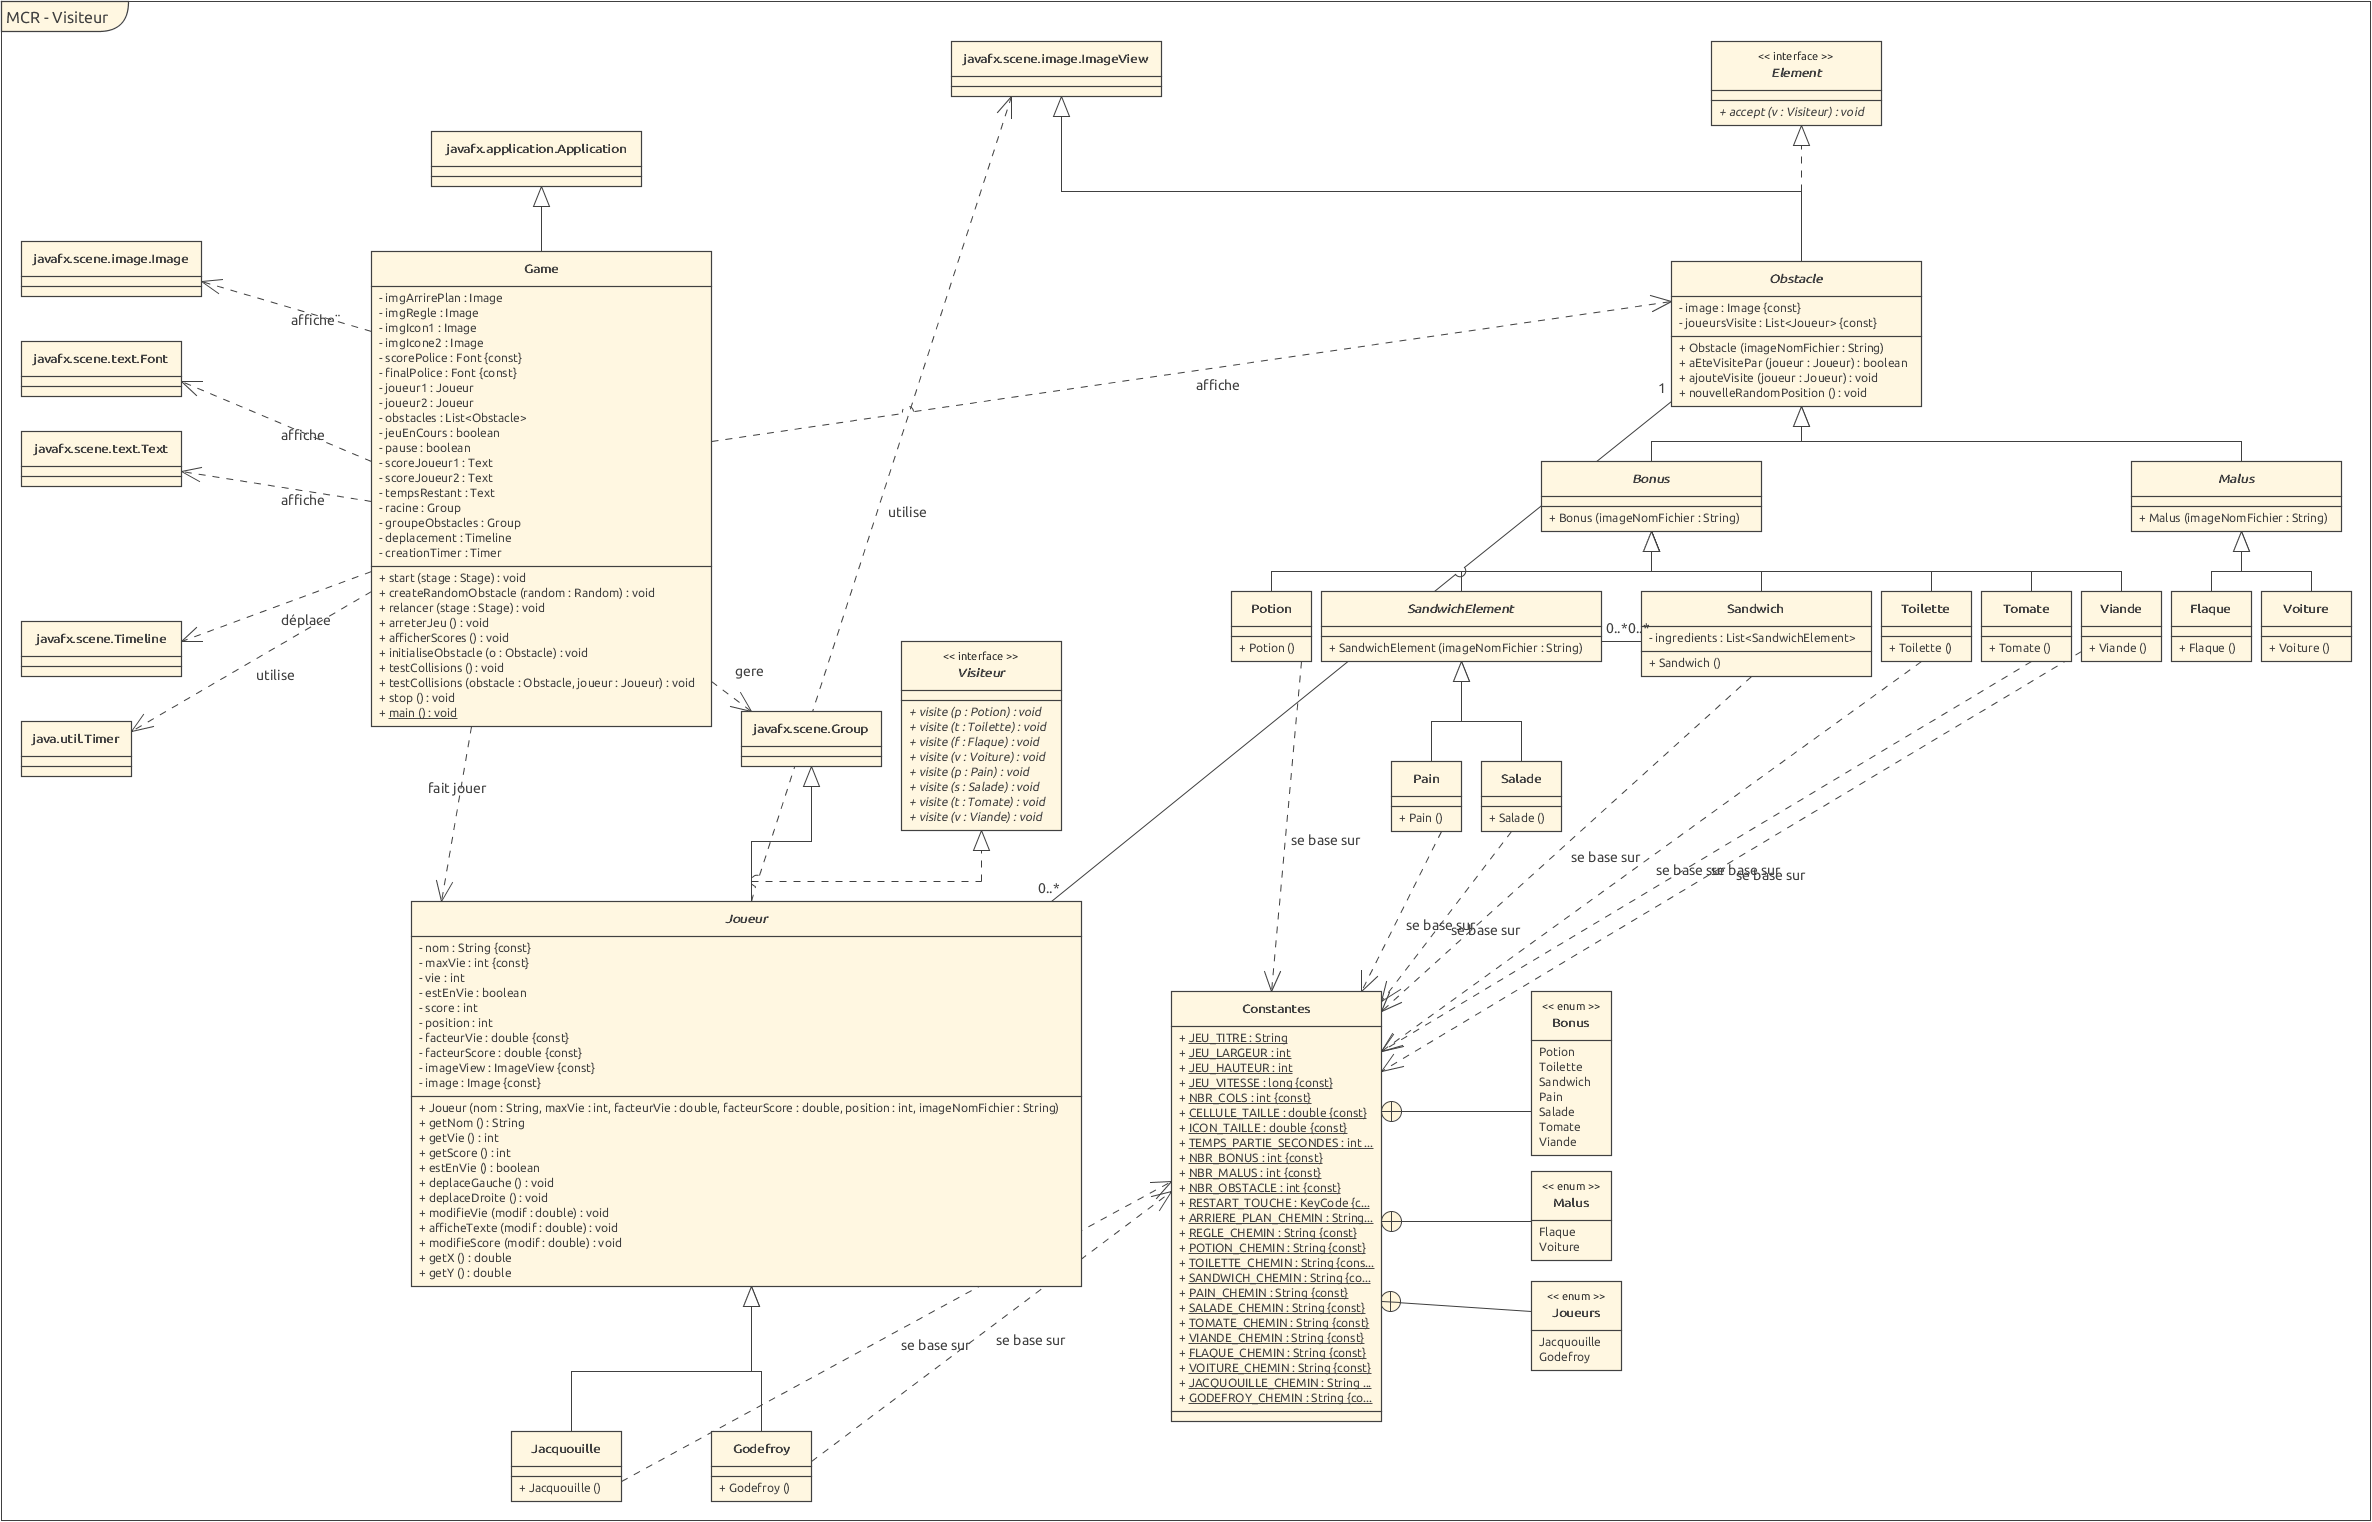 MCR - Visiteur
javafx.scene.image.ImageView
<< interface >>
Element
+ accept (v : Visiteur) : void
javafx.application.Application
javafx.scene.image.Image
javafx.scene.text.Font
javafx.scene.text.Text
javafx.scene.Timeline
java.util.Timer
affiche¨
affiche
affiche
déplace
utilise
Game
- imgArrirePlan : Image
- imgRegle : Image
- imgIcon1 : Image
- imgIcone2 : Image
- scorePolice : Font {const}
- finalPolice : Font {const}
- joueur1 : Joueur
- joueur2 : Joueur
- obstacles : List<Obstacle>
- jeuEnCours : boolean
- pause : boolean
- scoreJoueur1 : Text
- scoreJoueur2 : Text
- tempsRestant : Text
- racine : Group
- groupeObstacles : Group
- deplacement : Timeline
- creationTimer : Timer
+ start (stage : Stage) : void
+ createRandomObstacle (random : Random) : void
+ relancer (stage : Stage) : void
+ arreterJeu () : void
+ afficherScores () : void
+ initialiseObstacle (o : Obstacle) : void
+ testCollisions () : void
+ testCollisions (obstacle : Obstacle, joueur : Joueur) : void
+ stop () : void
+ main () : void
affiche
utilise
gere
fait jouer
javafx.scene.Group
<< interface >>
Visiteur
+ visite (p : Potion) : void
+ visite (t : Toilette) : void
+ visite (f : Flaque) : void
+ visite (v : Voiture) : void
+ visite (p : Pain) : void
+ visite (s : Salade) : void
+ visite (t : Tomate) : void
+ visite (v : Viande) : void
Obstacle
- image : Image {const}
- joueursVisite : List<Joueur> {const}
+ Obstacle (imageNomFichier : String)
+ aEteVisitePar (joueur : Joueur) : boolean
+ ajouteVisite (joueur : Joueur) : void
+ nouvelleRandomPosition () : void
1
0..*
Bonus
+ Bonus (imageNomFichier : String)
Malus
+ Malus (imageNomFichier : String)
Potion
+ Potion ()
SandwichElement
+ SandwichElement (imageNomFichier : String)
0..*0..*
Sandwich
- ingredients : List<SandwichElement>
+ Sandwich ()
Toilette
+ Toilette ()
Tomate
+ Tomate ()
Viande
+ Viande ()
Flaque
+ Flaque ()
Voiture
+ Voiture ()
Pain
+ Pain ()
Salade
+ Salade ()
se base sur
se base sur
se base sur
se base sur
se base sur
se base sur
se base sur
Joueur
- nom : String {const}
- maxVie : int {const}
- vie : int
- estEnVie : boolean
- score : int
- position : int
- facteurVie : double {const}
- facteurScore : double {const}
- imageView : ImageView {const}
- image : Image {const}
+ Joueur (nom : String, maxVie : int, facteurVie : double, facteurScore : double, position : int, imageNomFichier : String)
+ getNom () : String
+ getVie () : int
+ getScore () : int
+ estEnVie () : boolean
+ deplaceGauche () : void
+ deplaceDroite () : void
+ modifieVie (modif : double) : void
+ afficheTexte (modif : double) : void
+ modifieScore (modif : double) : void
+ getX () : double
+ getY () : double
Constantes
+ JEU_TITRE : String
+ JEU_LARGEUR : int
+ JEU_HAUTEUR : int
+ JEU_VITESSE : long {const}
+ NBR_COLS : int {const}
+ CELLULE_TAILLE : double {const}
+ ICON_TAILLE : double {const}
+ TEMPS_PARTIE_SECONDES : int ...
+ NBR_BONUS : int {const}
+ NBR_MALUS : int {const}
+ NBR_OBSTACLE : int {const}
+ RESTART_TOUCHE : KeyCode {c...
+ ARRIERE_PLAN_CHEMIN : String...
+ REGLE_CHEMIN : String {const}
+ POTION_CHEMIN : String {const}
+ TOILETTE_CHEMIN : String {cons...
+ SANDWICH_CHEMIN : String {co...
+ PAIN_CHEMIN : String {const}
+ SALADE_CHEMIN : String {const}
+ TOMATE_CHEMIN : String {const}
+ VIANDE_CHEMIN : String {const}
+ FLAQUE_CHEMIN : String {const}
+ VOITURE_CHEMIN : String {const}
+ JACQUOUILLE_CHEMIN : String ...
+ GODEFROY_CHEMIN : String {co...
<< enum >>
Bonus
Potion
Toilette
Sandwich
Pain
Salade
Tomate
Viande
<< enum >>
Malus
Flaque
Voiture
<< enum >>
Joueurs
Jacquouille
Godefroy
se base sur
se base sur
Jacquouille
+ Jacquouille ()
Godefroy
+ Godefroy ()